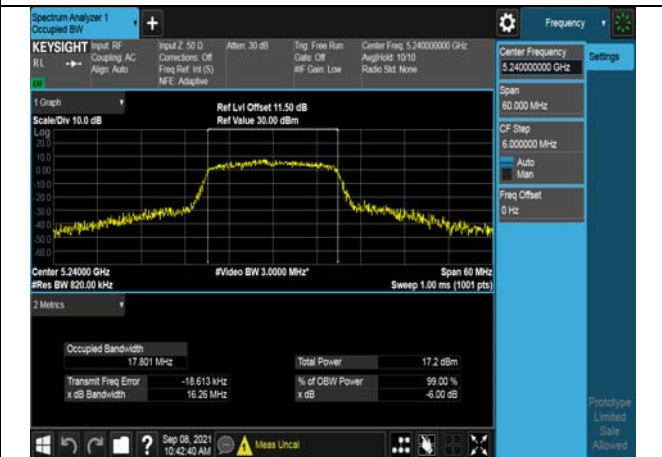 Spectrum Analyzer 1
Occupied BW
+
Frequency
KEYSIGHT
Input: RF
Input Z: 50 Ω
Atten: 30 dB
Trig: Free Run
Center Freq: 5.240000000 GHz
RL
Coupling: AC
Corrections: Off
Gate: Off
Avg|Hold: 10/10
Align: Auto
Freq Ref: Int (S)
#IF Gain: Low
Radio Std: None
NFE: Adaptive
Center Frequency
5.240000000 GHz
Settings
Span
60.000 MHz
CF Step
6.000000 MHz
Auto
Man
Freq Offset
0 Hz
1 Graph
Scale/Div 10.0 dB
Ref Lvl Offset 11.50 dB
Ref Value 30.00 dBm
Log
20.0
10.0
0.00
-10.0
-20.0
-30.0
-40.0
-50.0
-60.0
Center 5.24000 GHz
#Video BW 3.0000 MHz*
Span 60 MHz
#Res BW 820.00 kHz
Sweep 1.00 ms (1001 pts)
2 Metrics
Occupied Bandwidth
17.801 MHz
Total Power
17.2 dBm
Transmit Freq Error
-18.613 kHz
% of OBW Power
99.00 %
x dB Bandwidth
16.26 MHz
x dB
-6.00 dB
Prototype
Limited
Sale
Allowed
?
Sep 08, 2021
10:42:40 AM
Meas Uncal